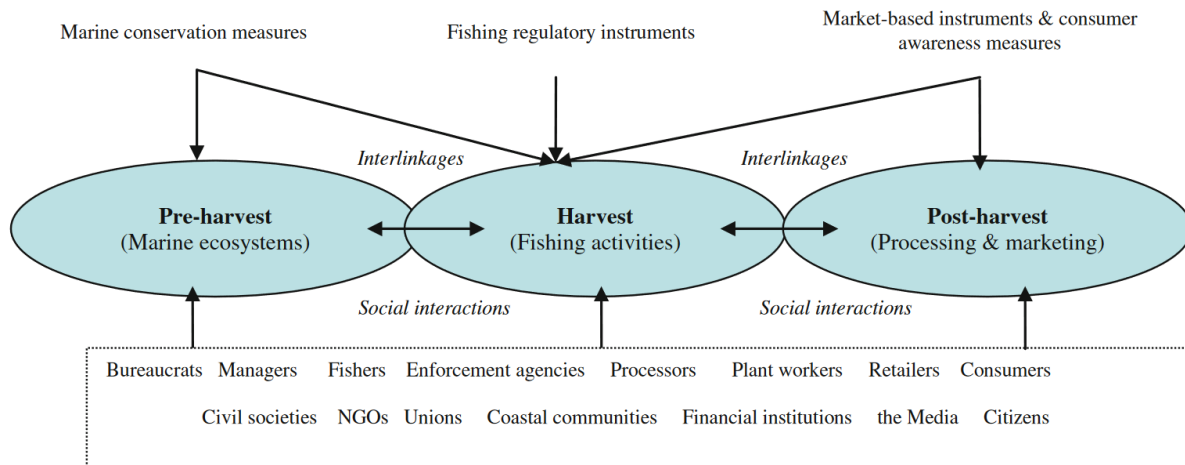 Marine conservation measures
Fishing regulatory instruments
Market-based instruments & consumer
awareness measures
Interlinkages
Interlinkages
Pre-harvest
(Marine ecosystems)
Harvest
(Fishing activities)
Post-harvest
(Processing & marketing)
Social interactions
Social interactions
Bureaucrats Managers Fishers Enforcement agencies Processors Plant workers Retailers Consumers
Civil societies NGOs Unions Coastal communities Financial institutions the Media Citizens